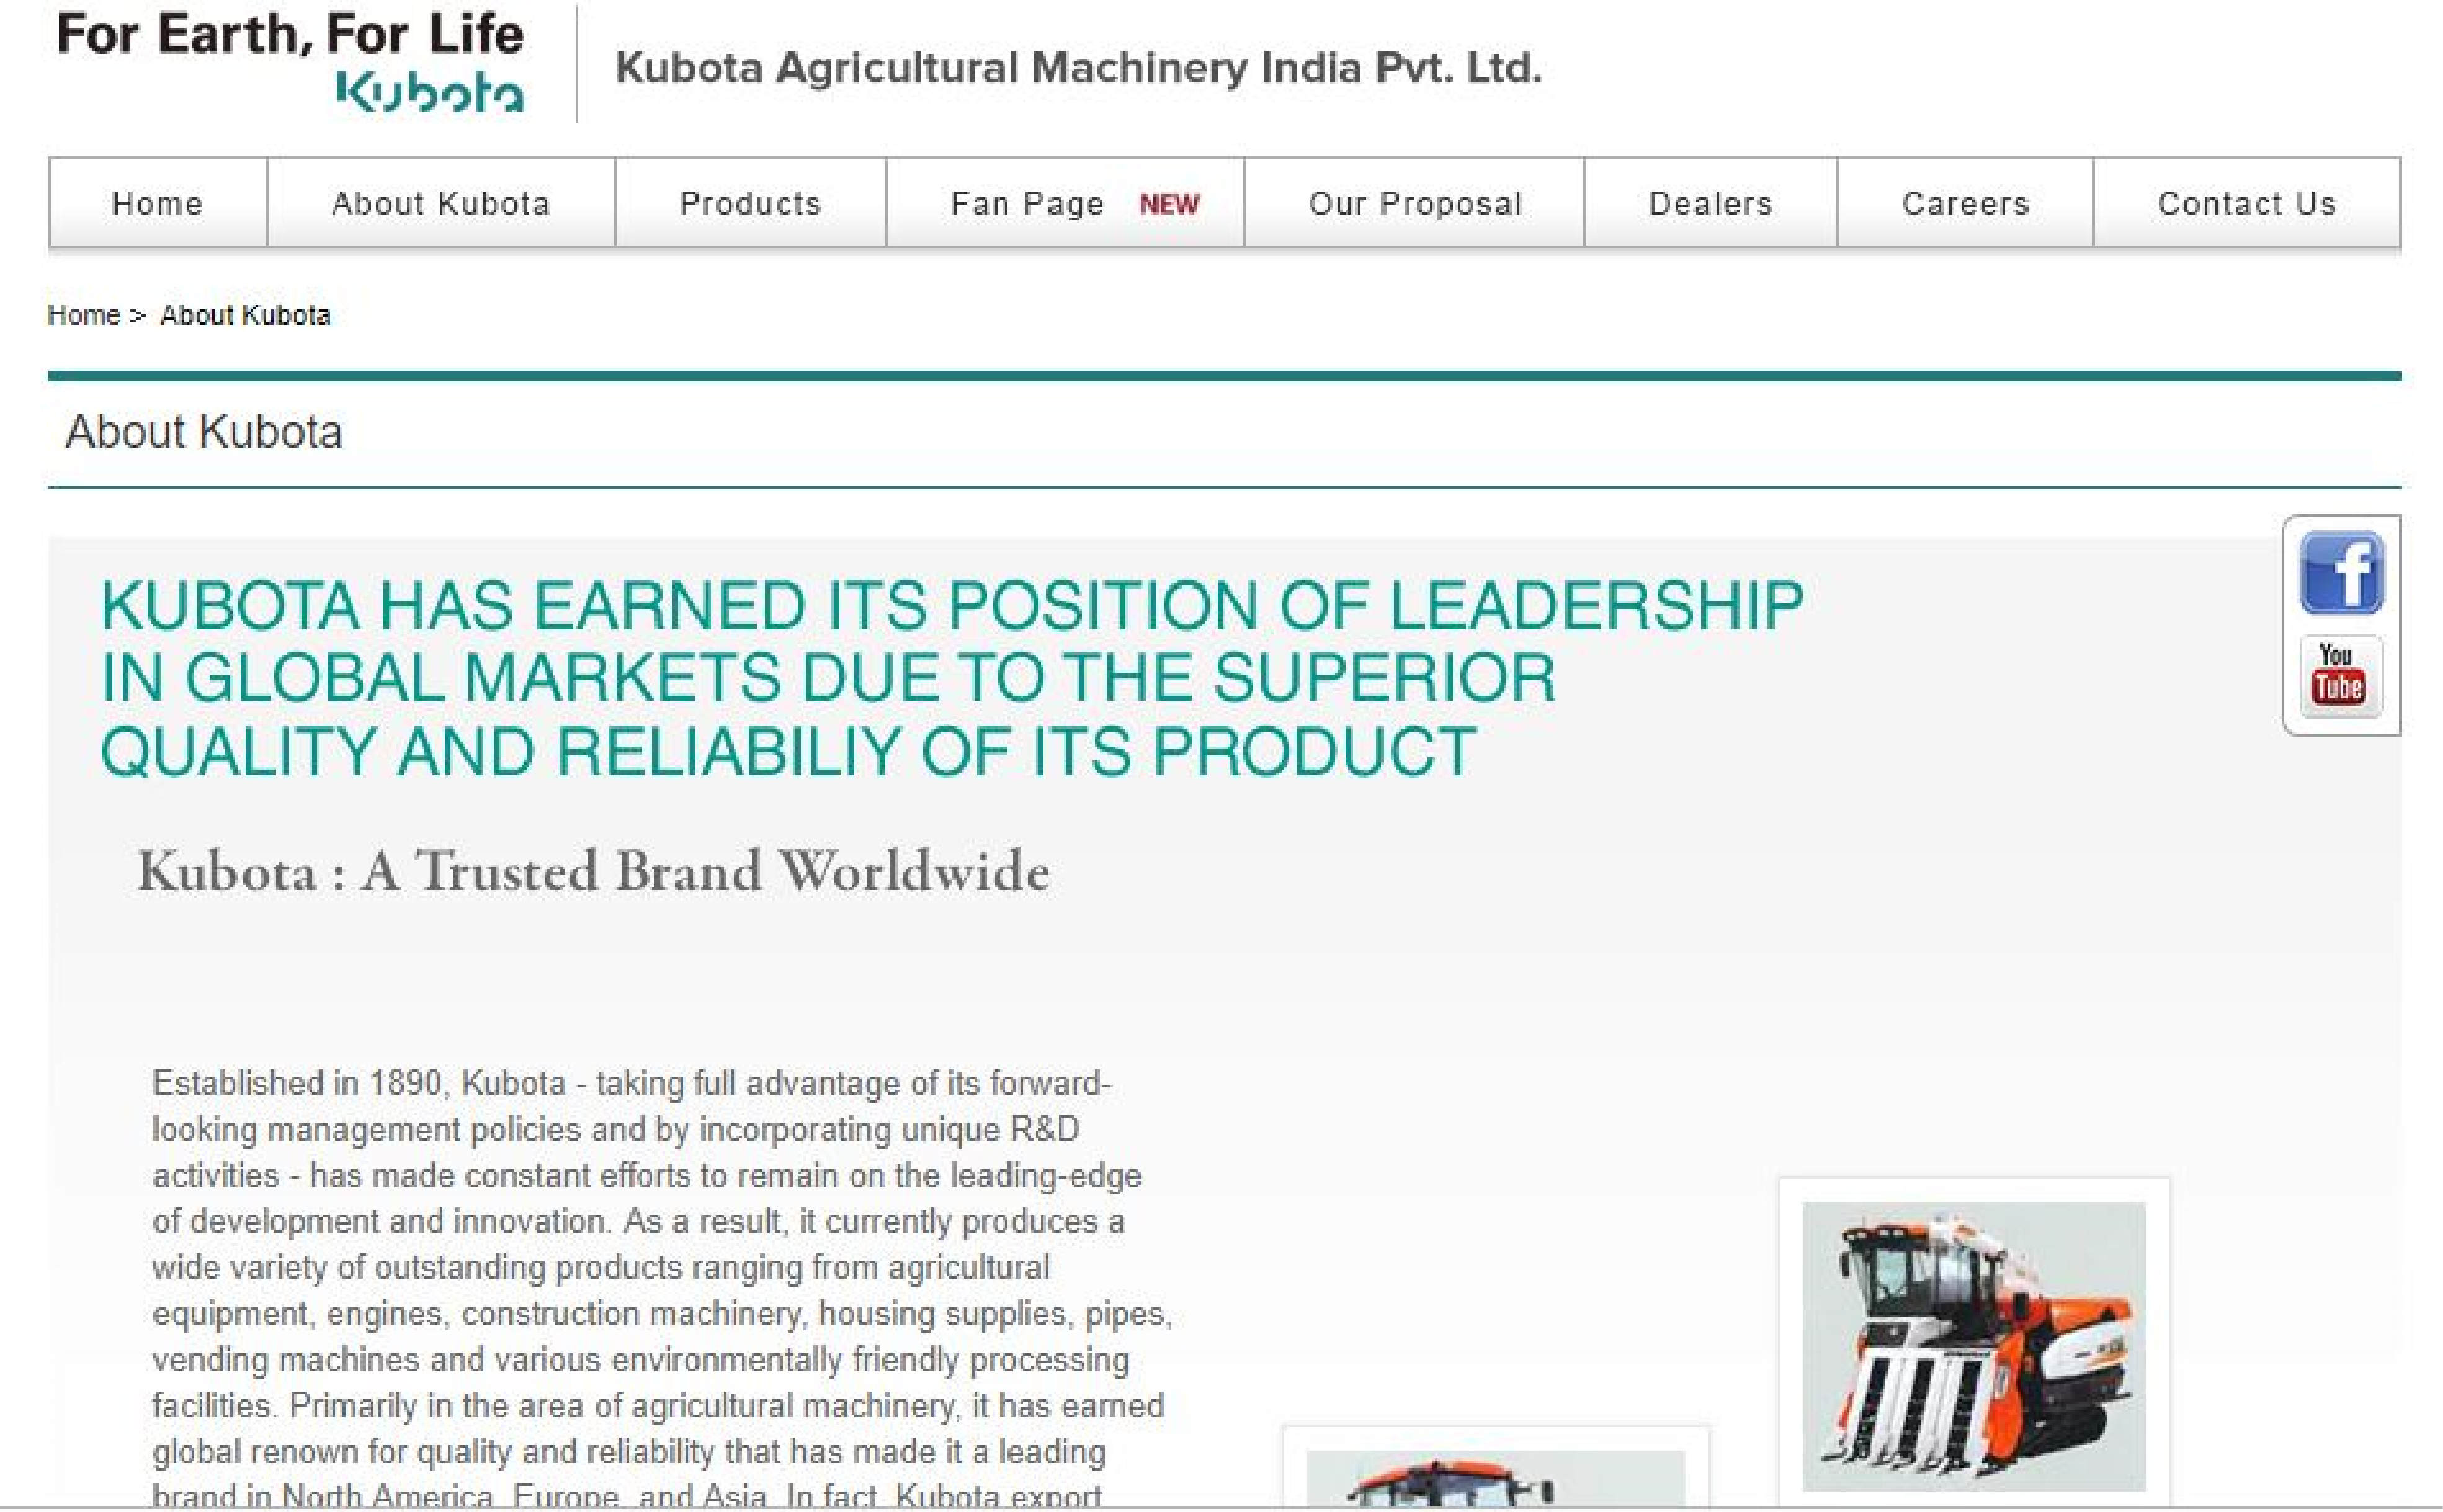 For Earth, For Life
Kubota
Kubota Agricultural Machinery India Pvt. Ltd.
Home
About Kubota
Products
Fan Page NEW
Our Proposal
Dealers
Careers
Contact Us
Home > About Kubota
About Kubota
f
You
Tube
KUBOTA HAS EARNED ITS POSITION OF LEADERSHIP
IN GLOBAL MARKETS DUE TO THE SUPERIOR
QUALITY AND RELIABILIY OF ITS PRODUCT
Kubota : A Trusted Brand Worldwide
Established in 1890, Kubota - taking full advantage of its forward-
looking management policies and by incorporating unique R&D
activities - has made constant efforts to remain on the leading-edge
of development and innovation. As a result, it currently produces a
wide variety of outstanding products ranging from agricultural
equipment, engines, construction machinery, housing supplies, pipes,
vending machines and various environmentally friendly processing
facilities. Primarily in the area of agricultural machinery, it has earned
global renown for quality and reliability that has made it a leading
brand in North America, Europe, and Asia. In fact, Kubota export